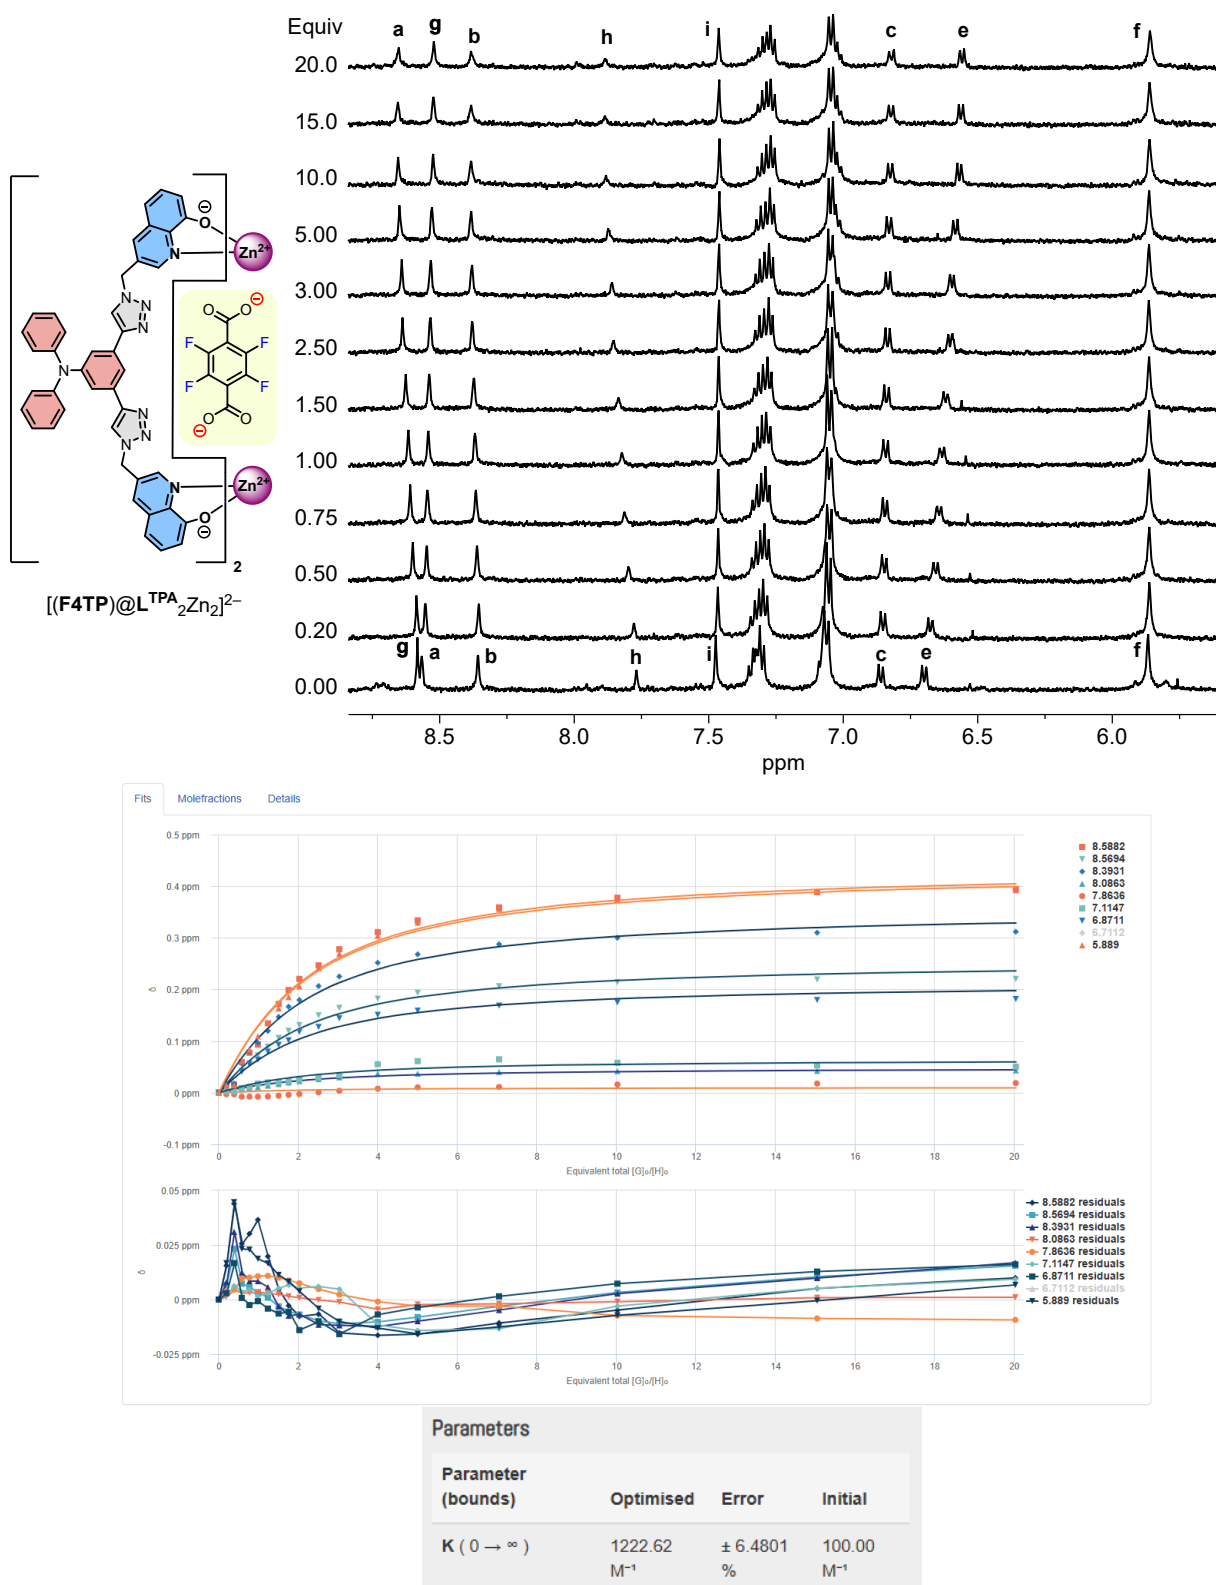 Equiv
a g b h i c e f
20.0
15.0
10.0
5.00
3.00
2.50
1.50
1.00
0.75
0.50
0.20
g a b h i c e f
0.00
8.5 8.0 7.5 7.0 6.5 6.0
ppm
⊖
O
N
Zn²⁺
N
N
N
N
N
N
N
⊖
O
O
F
F
F
F
O
O
⊖
N
Zn²⁺
O
⊖
2
[(F4TP)@Lᵀᴾᴬ₂Zn₂]²⁻
Fits Molefractions Details
0.5 ppm
0.4 ppm
0.3 ppm
0.2 ppm
0.1 ppm
0 ppm
-0.1 ppm
δ
0 2 4 6 8 10 12 14 16 18 20
Equivalent total [G]₀/[H]₀
8.5882
8.5694
8.3931
8.0863
7.8636
7.1147
6.8711
6.7112
5.889
0.05 ppm
0.025 ppm
0 ppm
-0.025 ppm
δ
0 2 4 6 8 10 12 14 16 18 20
Equivalent total [G]₀/[H]₀
8.5882 residuals
8.5694 residuals
8.3931 residuals
8.0863 residuals
7.8636 residuals
7.1147 residuals
6.8711 residuals
6.7112 residuals
5.889 residuals
Parameters
Parameter
(bounds) Optimised Error Initial
K ( 0 → ∞ ) 1222.62 ± 6.4801 100.00
M⁻¹ % M⁻¹